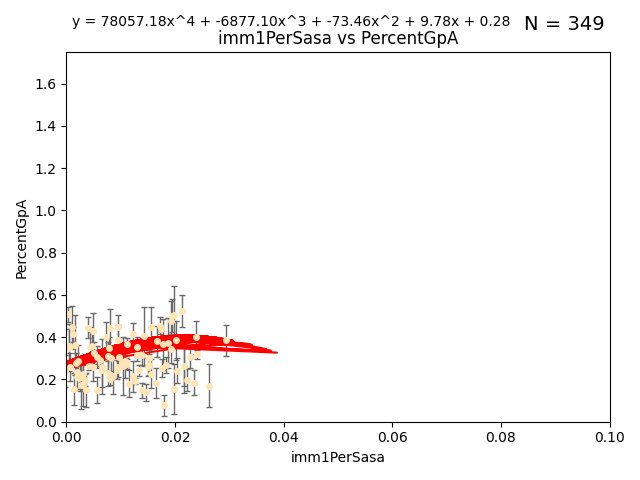 y = 78057.18x^4 + -6877.10x^3 + -73.46x^2 + 9.78x + 0.28 N = 349
imm1PerSasa vs PercentGpA
PercentGpA
1.6
1.4
1.2
1.0
0.8
0.6
0.4
0.2
0.0
0.00 0.02 0.04 0.06 0.08 0.10
imm1PerSasa